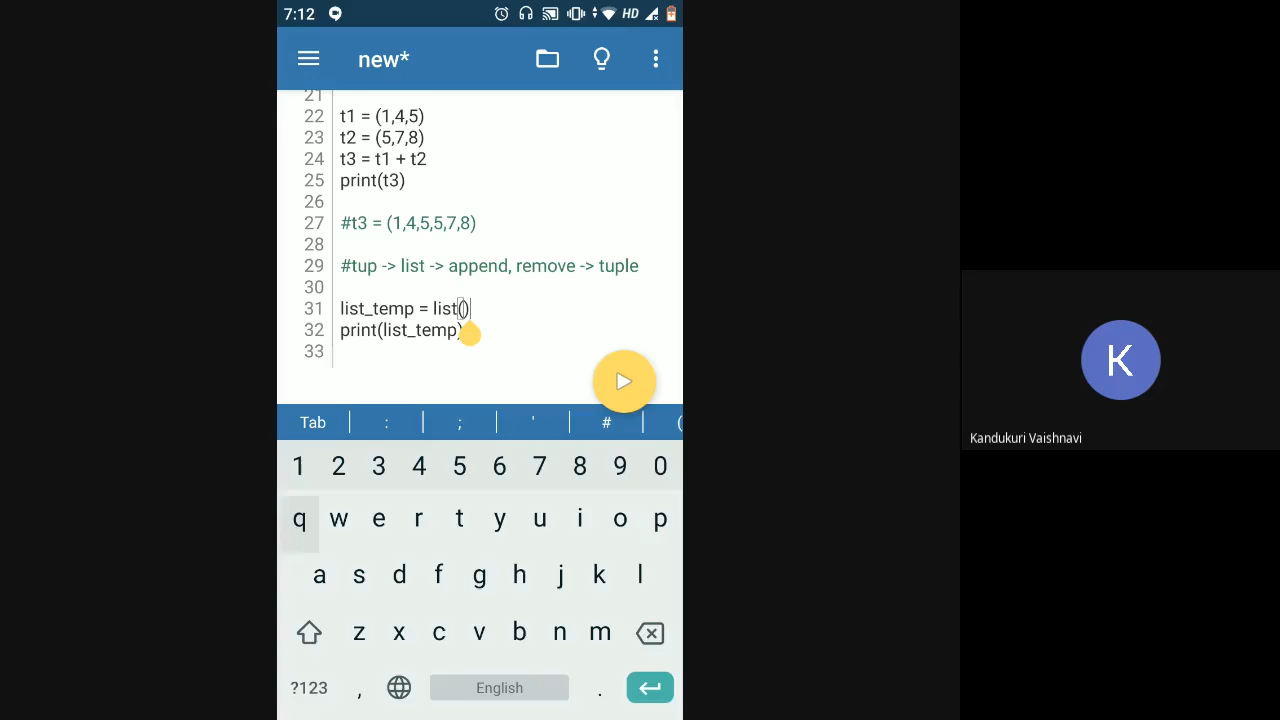 7:12 HD
new*
21
22 t1 = (1,4,5)
23 t2 = (5,7,8)
24 t3 = t1 + t2
25 print(t3)
26
27 #t3 = (1,4,5,5,7,8)
28
29 #tup -> list -> append, remove -> tuple
30
31 list_temp = list()
32 print(list_temp)
33
Tab : ; ' # (
1 2 3 4 5 6 7 8 9 0
q w e r t y u i o p
a s d f g h j k l
z x c v b n m
?123 , English .
K
Kandukuri Vaishnavi